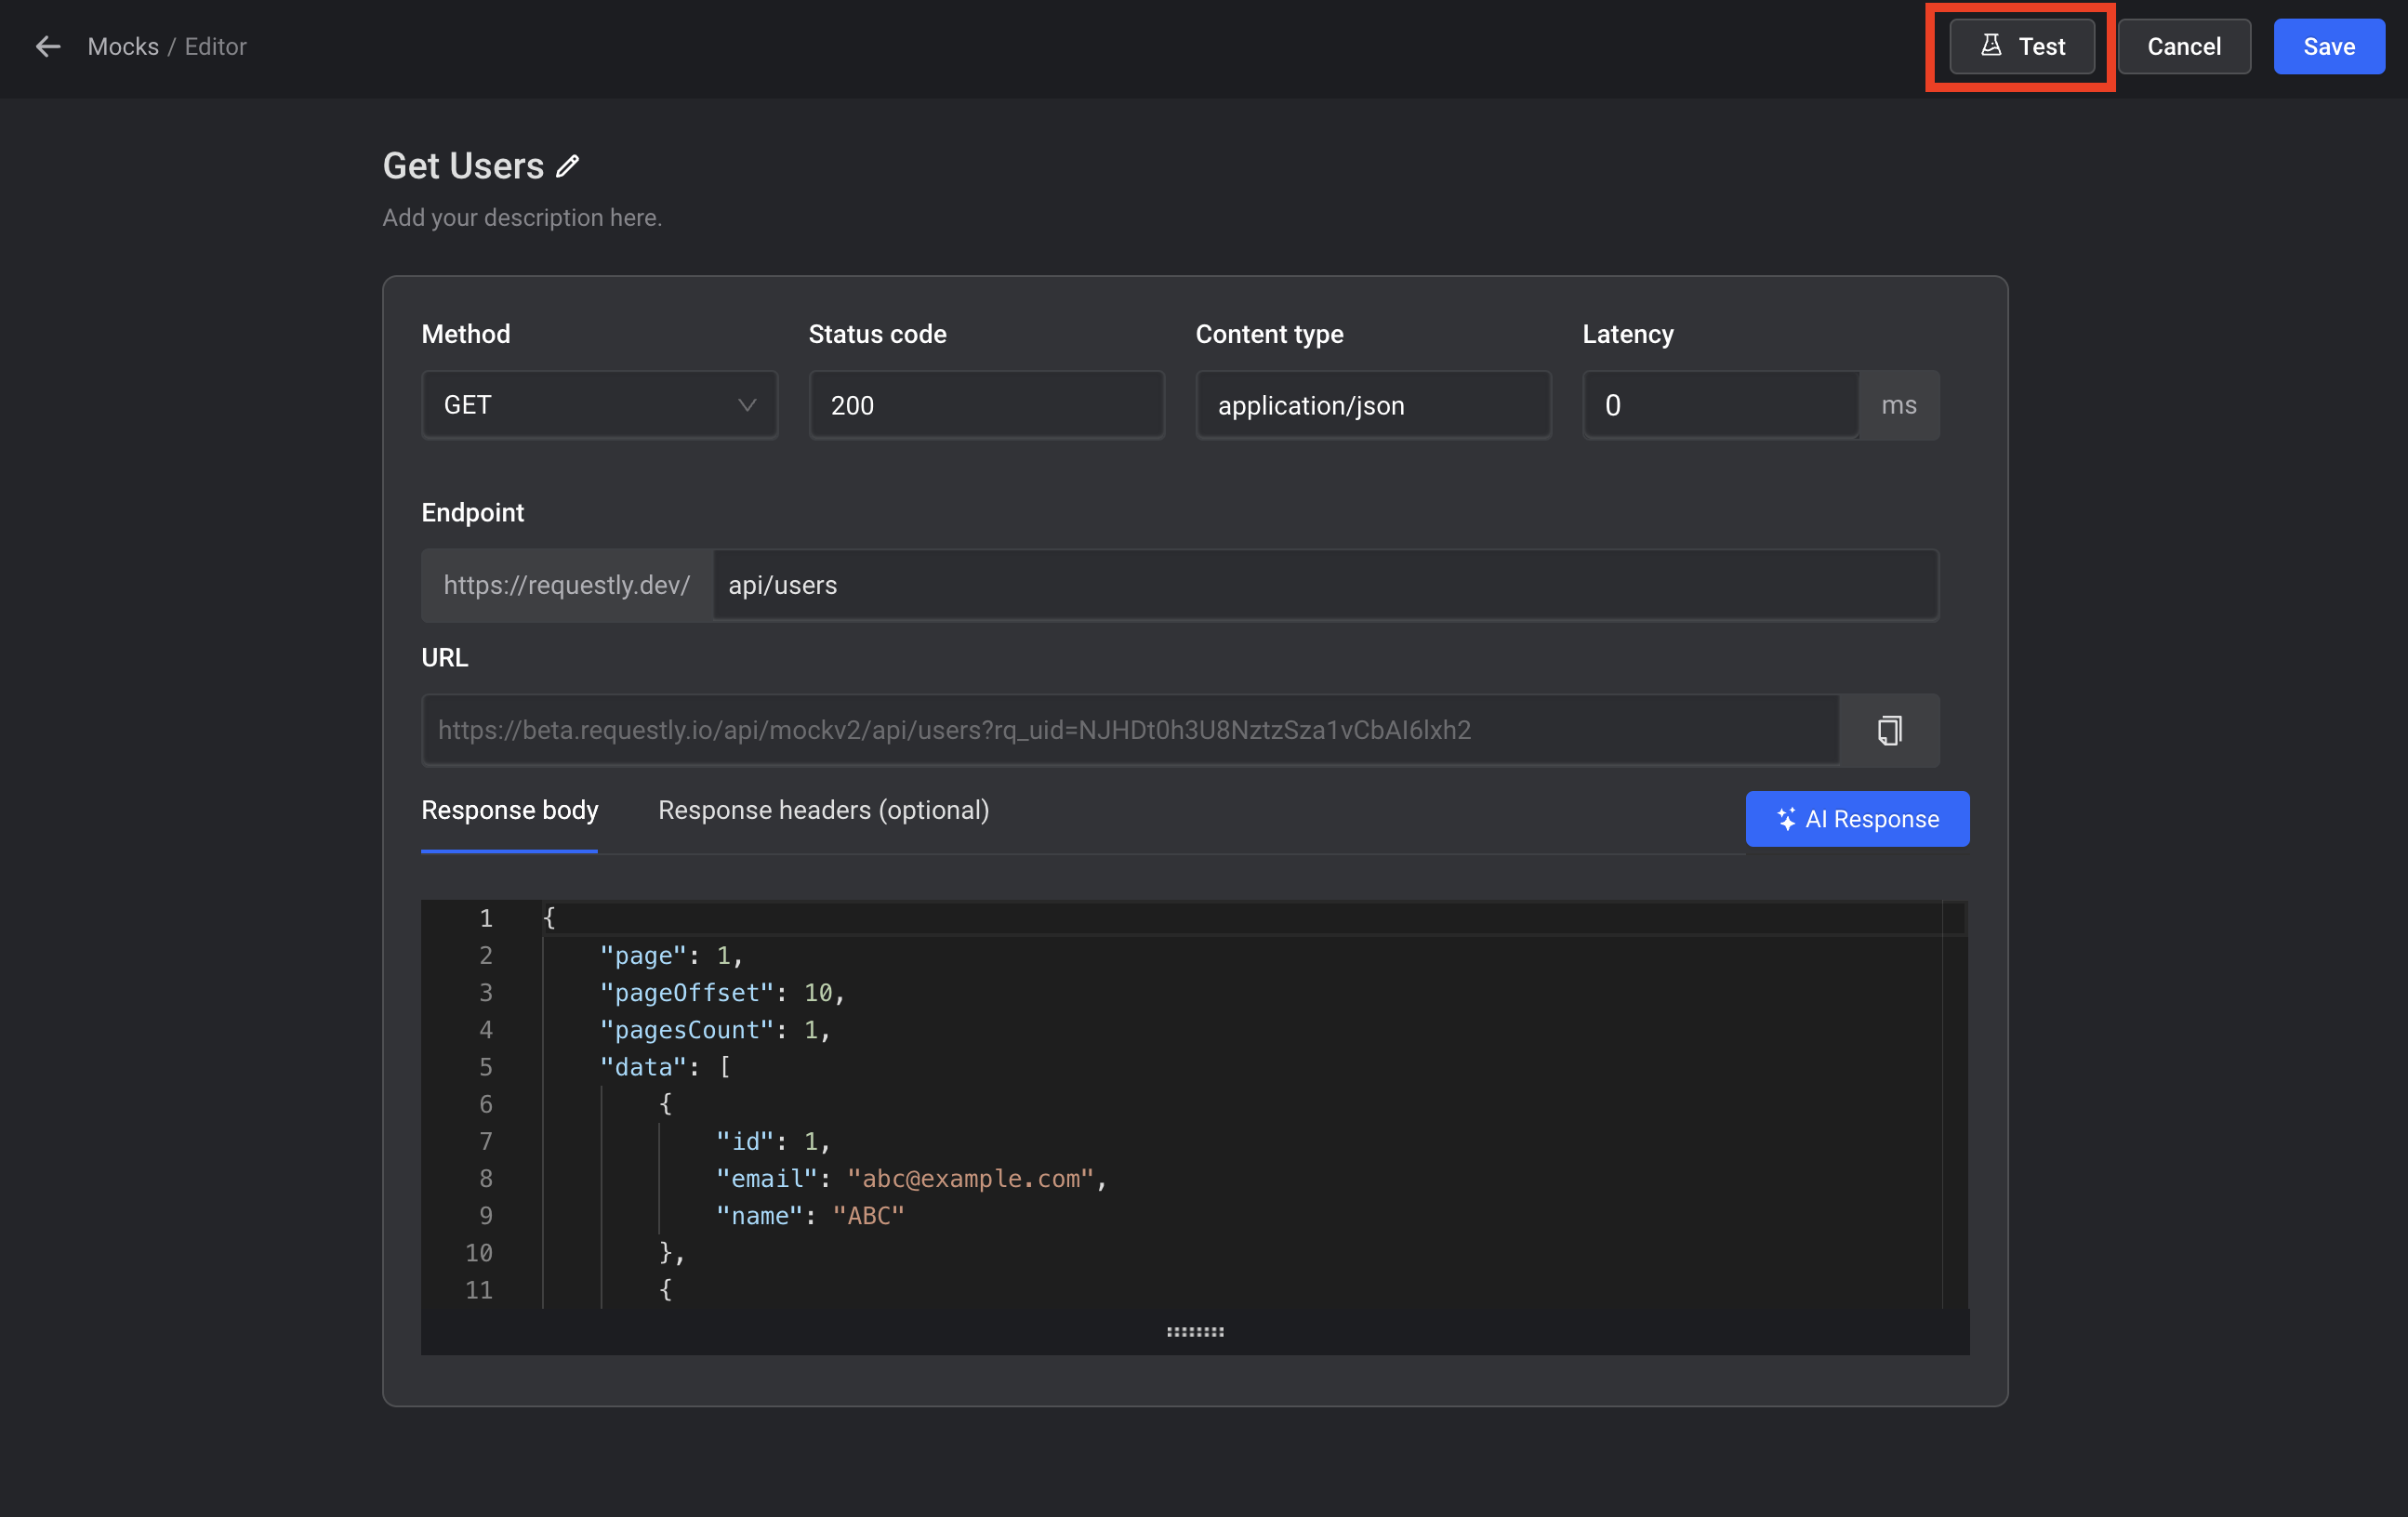 Mocks / Editor
Test
Cancel
Save
Get Users
Add your description here.
Method
Status code
Content type
Latency
GET
200
application/json
0
ms
Endpoint
https://requestly.dev/
api/users
URL
https://beta.requestly.io/api/mockv2/api/users?rq_uid=NJHDt0h3U8NztzSza1vCbAI6lxh2
Response body
Response headers (optional)
AI Response
1 {
2 "page": 1,
3 "pageOffset": 10,
4 "pagesCount": 1,
5 "data": [
6 {
7 "id": 1,
8 "email": "abc@example.com",
9 "name": "ABC"
10 },
11 {